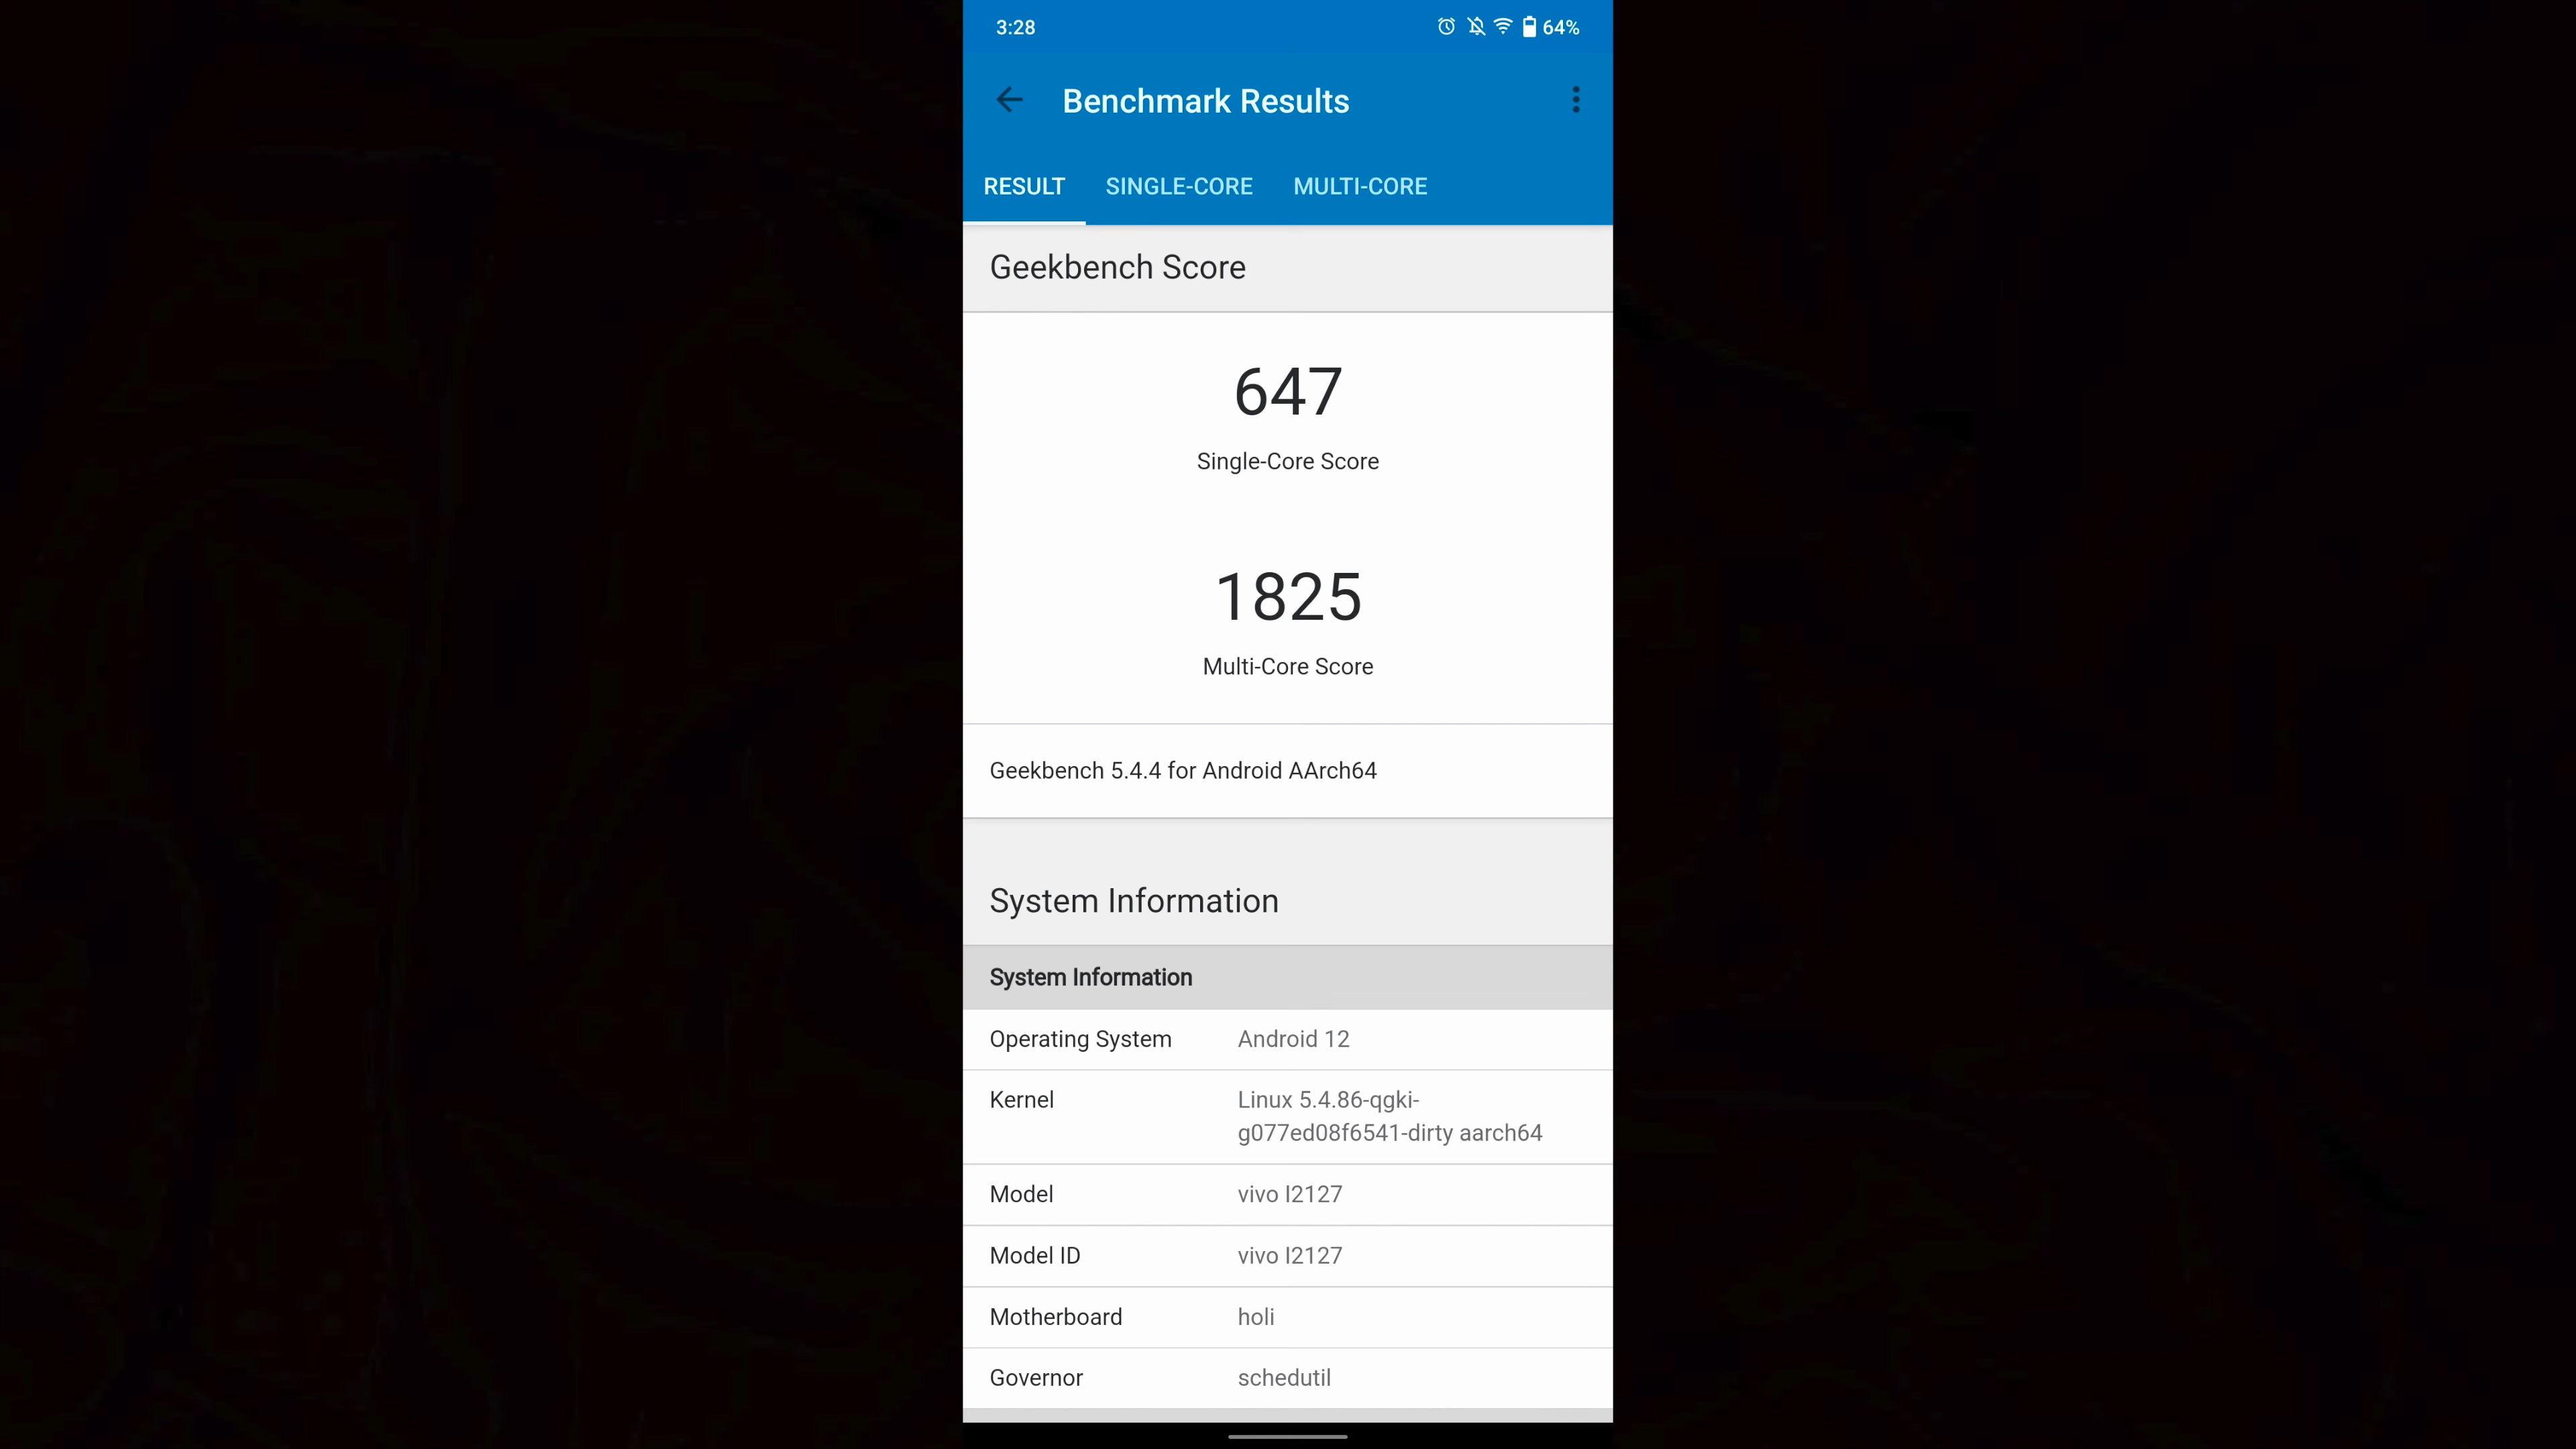 3:28
64%
Benchmark Results
RESULT SINGLE-CORE MULTI-CORE
Geekbench Score
647
Single-Core Score
1825
Multi-Core Score
Geekbench 5.4.4 for Android AArch64
System Information
System Information
Operating System Android 12
Kernel Linux 5.4.86-qgki-
g077ed08f6541-dirty aarch64
Model vivo I2127
Model ID vivo I2127
Motherboard holi
Governor schedutil